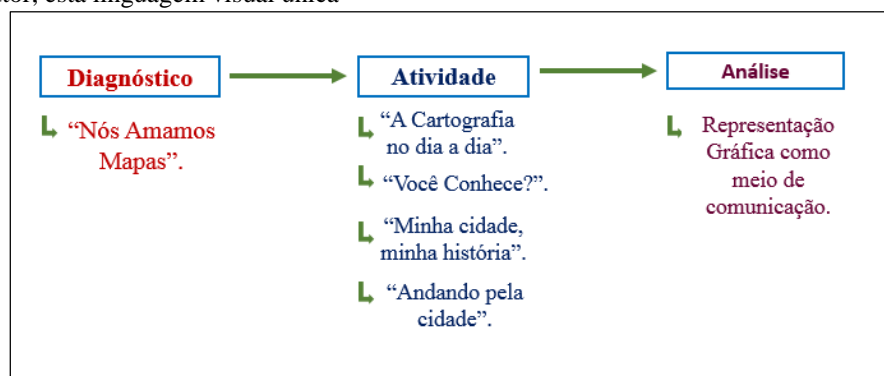 esta linguagem visual única
Diagnóstico
“Nós Amamos
Mapas”.
Atividade
“A Cartografia
no dia a dia”.
“Você Conhece?”.
“Minha cidade,
minha história”.
“Andando pela
cidade”.
Análise
Representação
Gráfica como
meio de
comunicação.